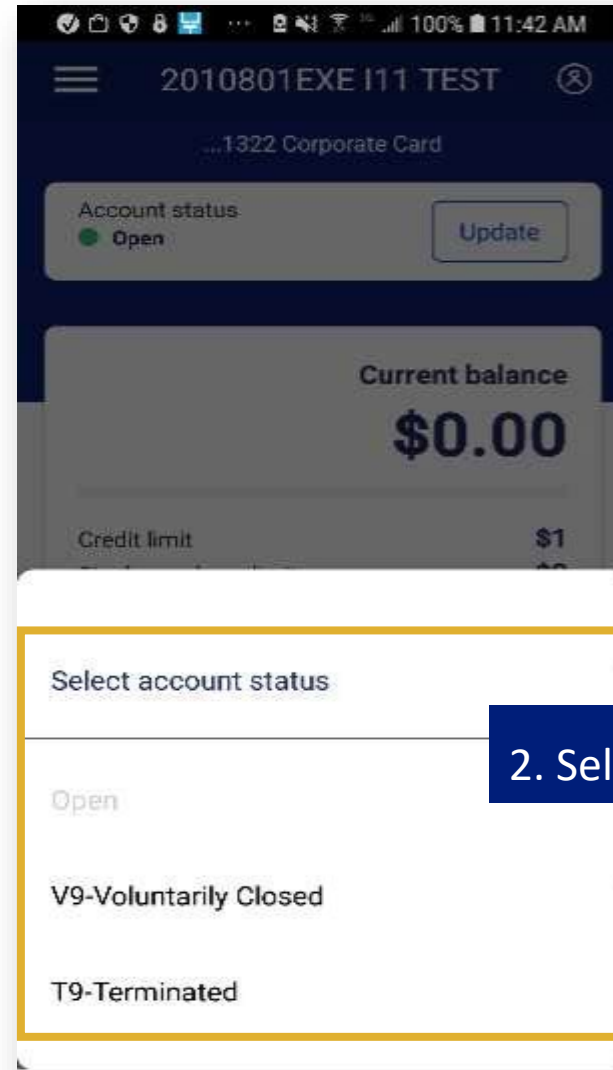 100% 11:42 AM
2010801EXE I11 TEST
...1322 Corporate Card
Account status
Open
Update
Current balance
$0.00
Credit limit $1
Select account status
2. Sel
Open
V9-Voluntarily Closed
T9-Terminated